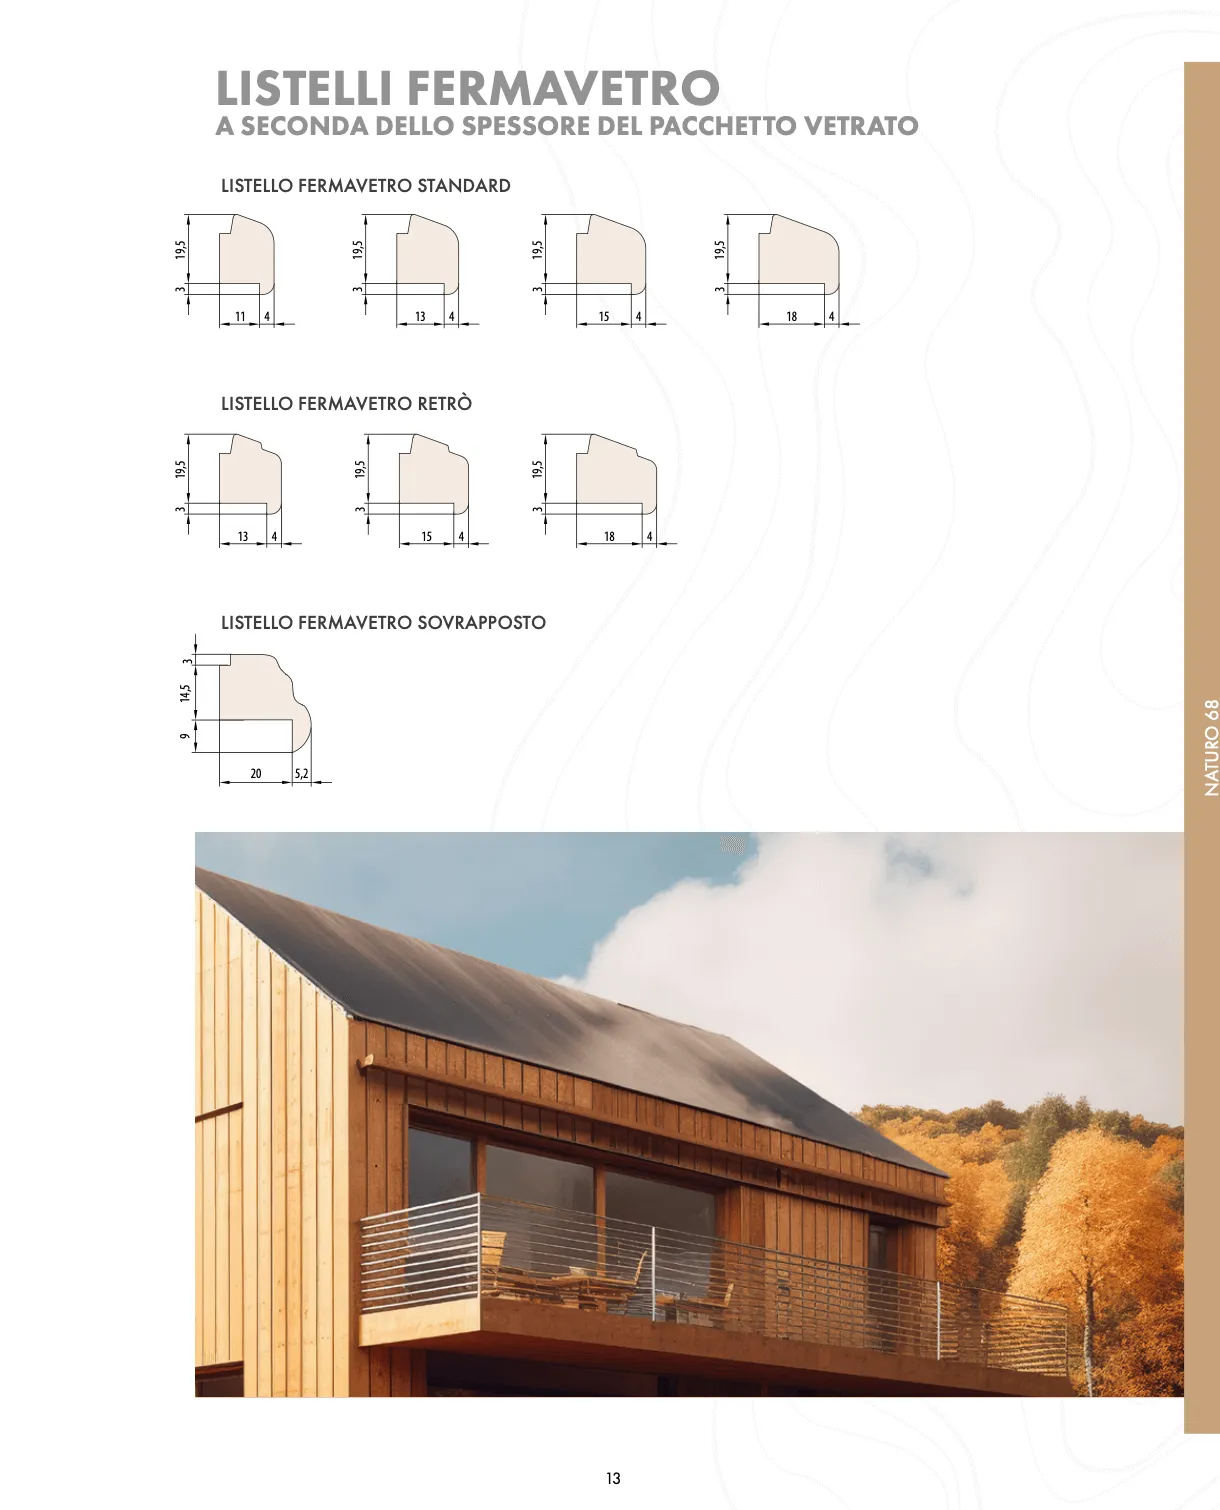 LISTELLI FERMAVETRO
A SECONDA DELLO SPESSORE DEL PACCHETTO VETRATO
LISTELLO FERMAVETRO STANDARD
19,5 3 11 4
19,5 3 13 4
19,5 3 15 4
19,5 3 18 4
LISTELLO FERMAVETRO RETRÒ
19,5 3 13 4
19,5 3 15 4
19,5 3 18 4
LISTELLO FERMAVETRO SOVRAPPOSTO
3
14,5
9
20 5,2
NATURO 68
13